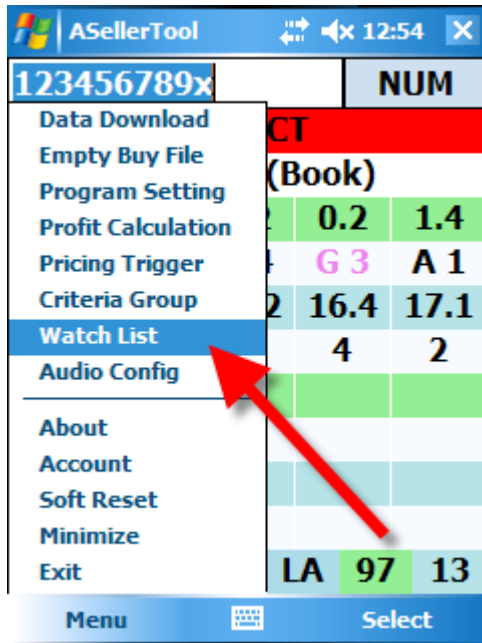 ASellerTool 12:54
123456789x NUM
Data Download
CT
Empty Buy File
(Book)
Program Setting
Profit Calculation
0.2 1.4
Pricing Trigger
G 3 A 1
Criteria Group
2 16.4 17.1
Watch List
4 2
Audio Config
About
Account
Soft Reset
Minimize
Exit
LA 97 13
Menu Select